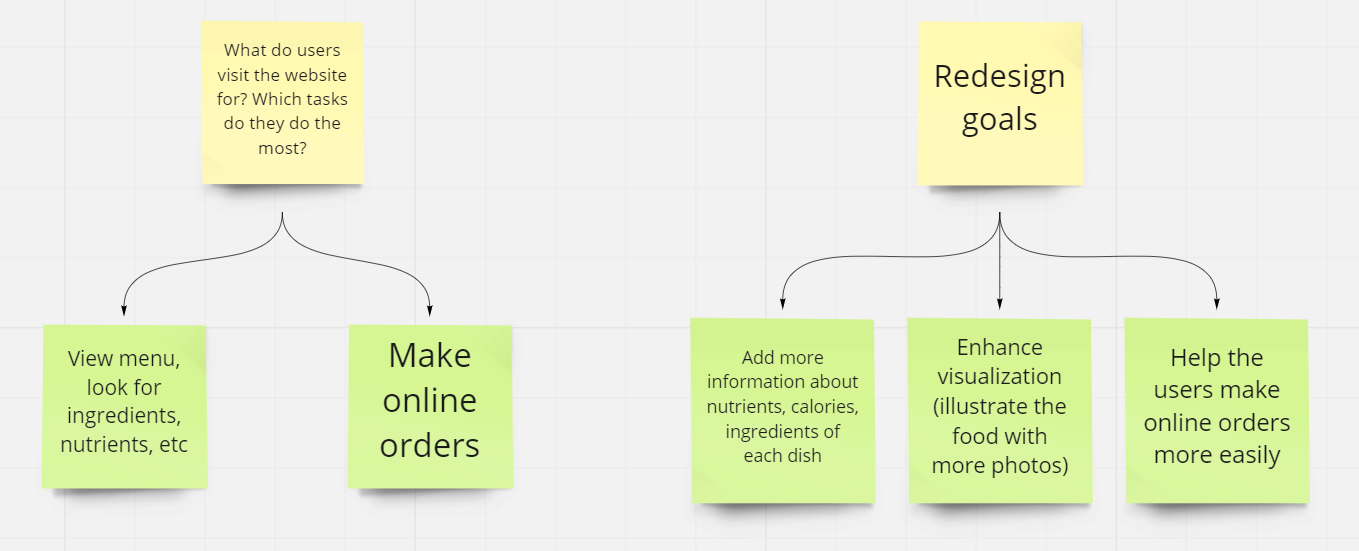 What do users
visit the website
for? Which tasks
do they do the
most?
Redesign
goals
View menu,
look for
ingredients,
nutrients, etc
Make
online
orders
Add more
information about
nutrients, calories,
ingredients of
each dish
Enhance
visualization
(illustrate the
food with
more photos)
Help the
users make
online orders
more easily